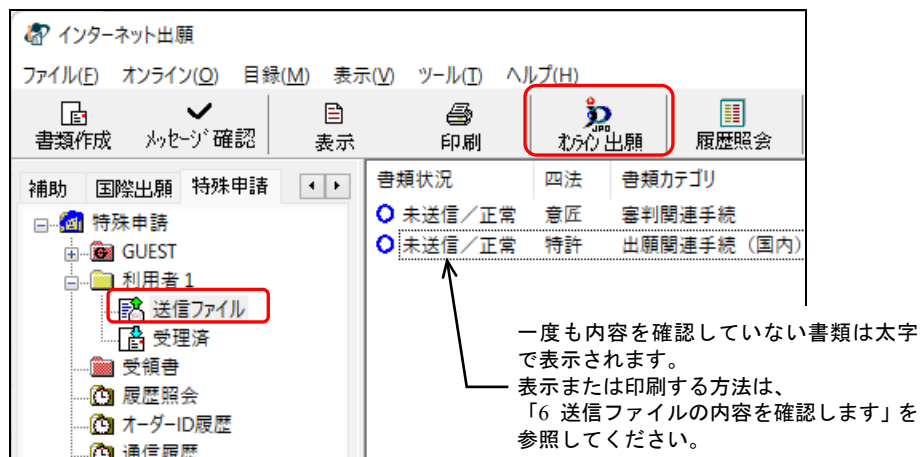 インターネット出願
ファイル(F) オンライン(O) 目録(M) 表示(V) ツール(T) ヘルプ(H)
書類作成 メッセージ確認 表示 印刷 オンライン出願 履歴照会
JPO
補助 国際出願 特殊申請
書類状況 四法 書類カテゴリ
未送信／正常 意匠 審判関連手続
未送信／正常 特許 出願関連手続（国内）
特殊申請
GUEST
利用者１
送信ファイル
受理済
受領書
履歴照会
オーダーID履歴
通信履歴
一度も内容を確認していない書類は太字
で表示されます。
表示または印刷する方法は、
「6 送信ファイルの内容を確認します」を
参照してください。